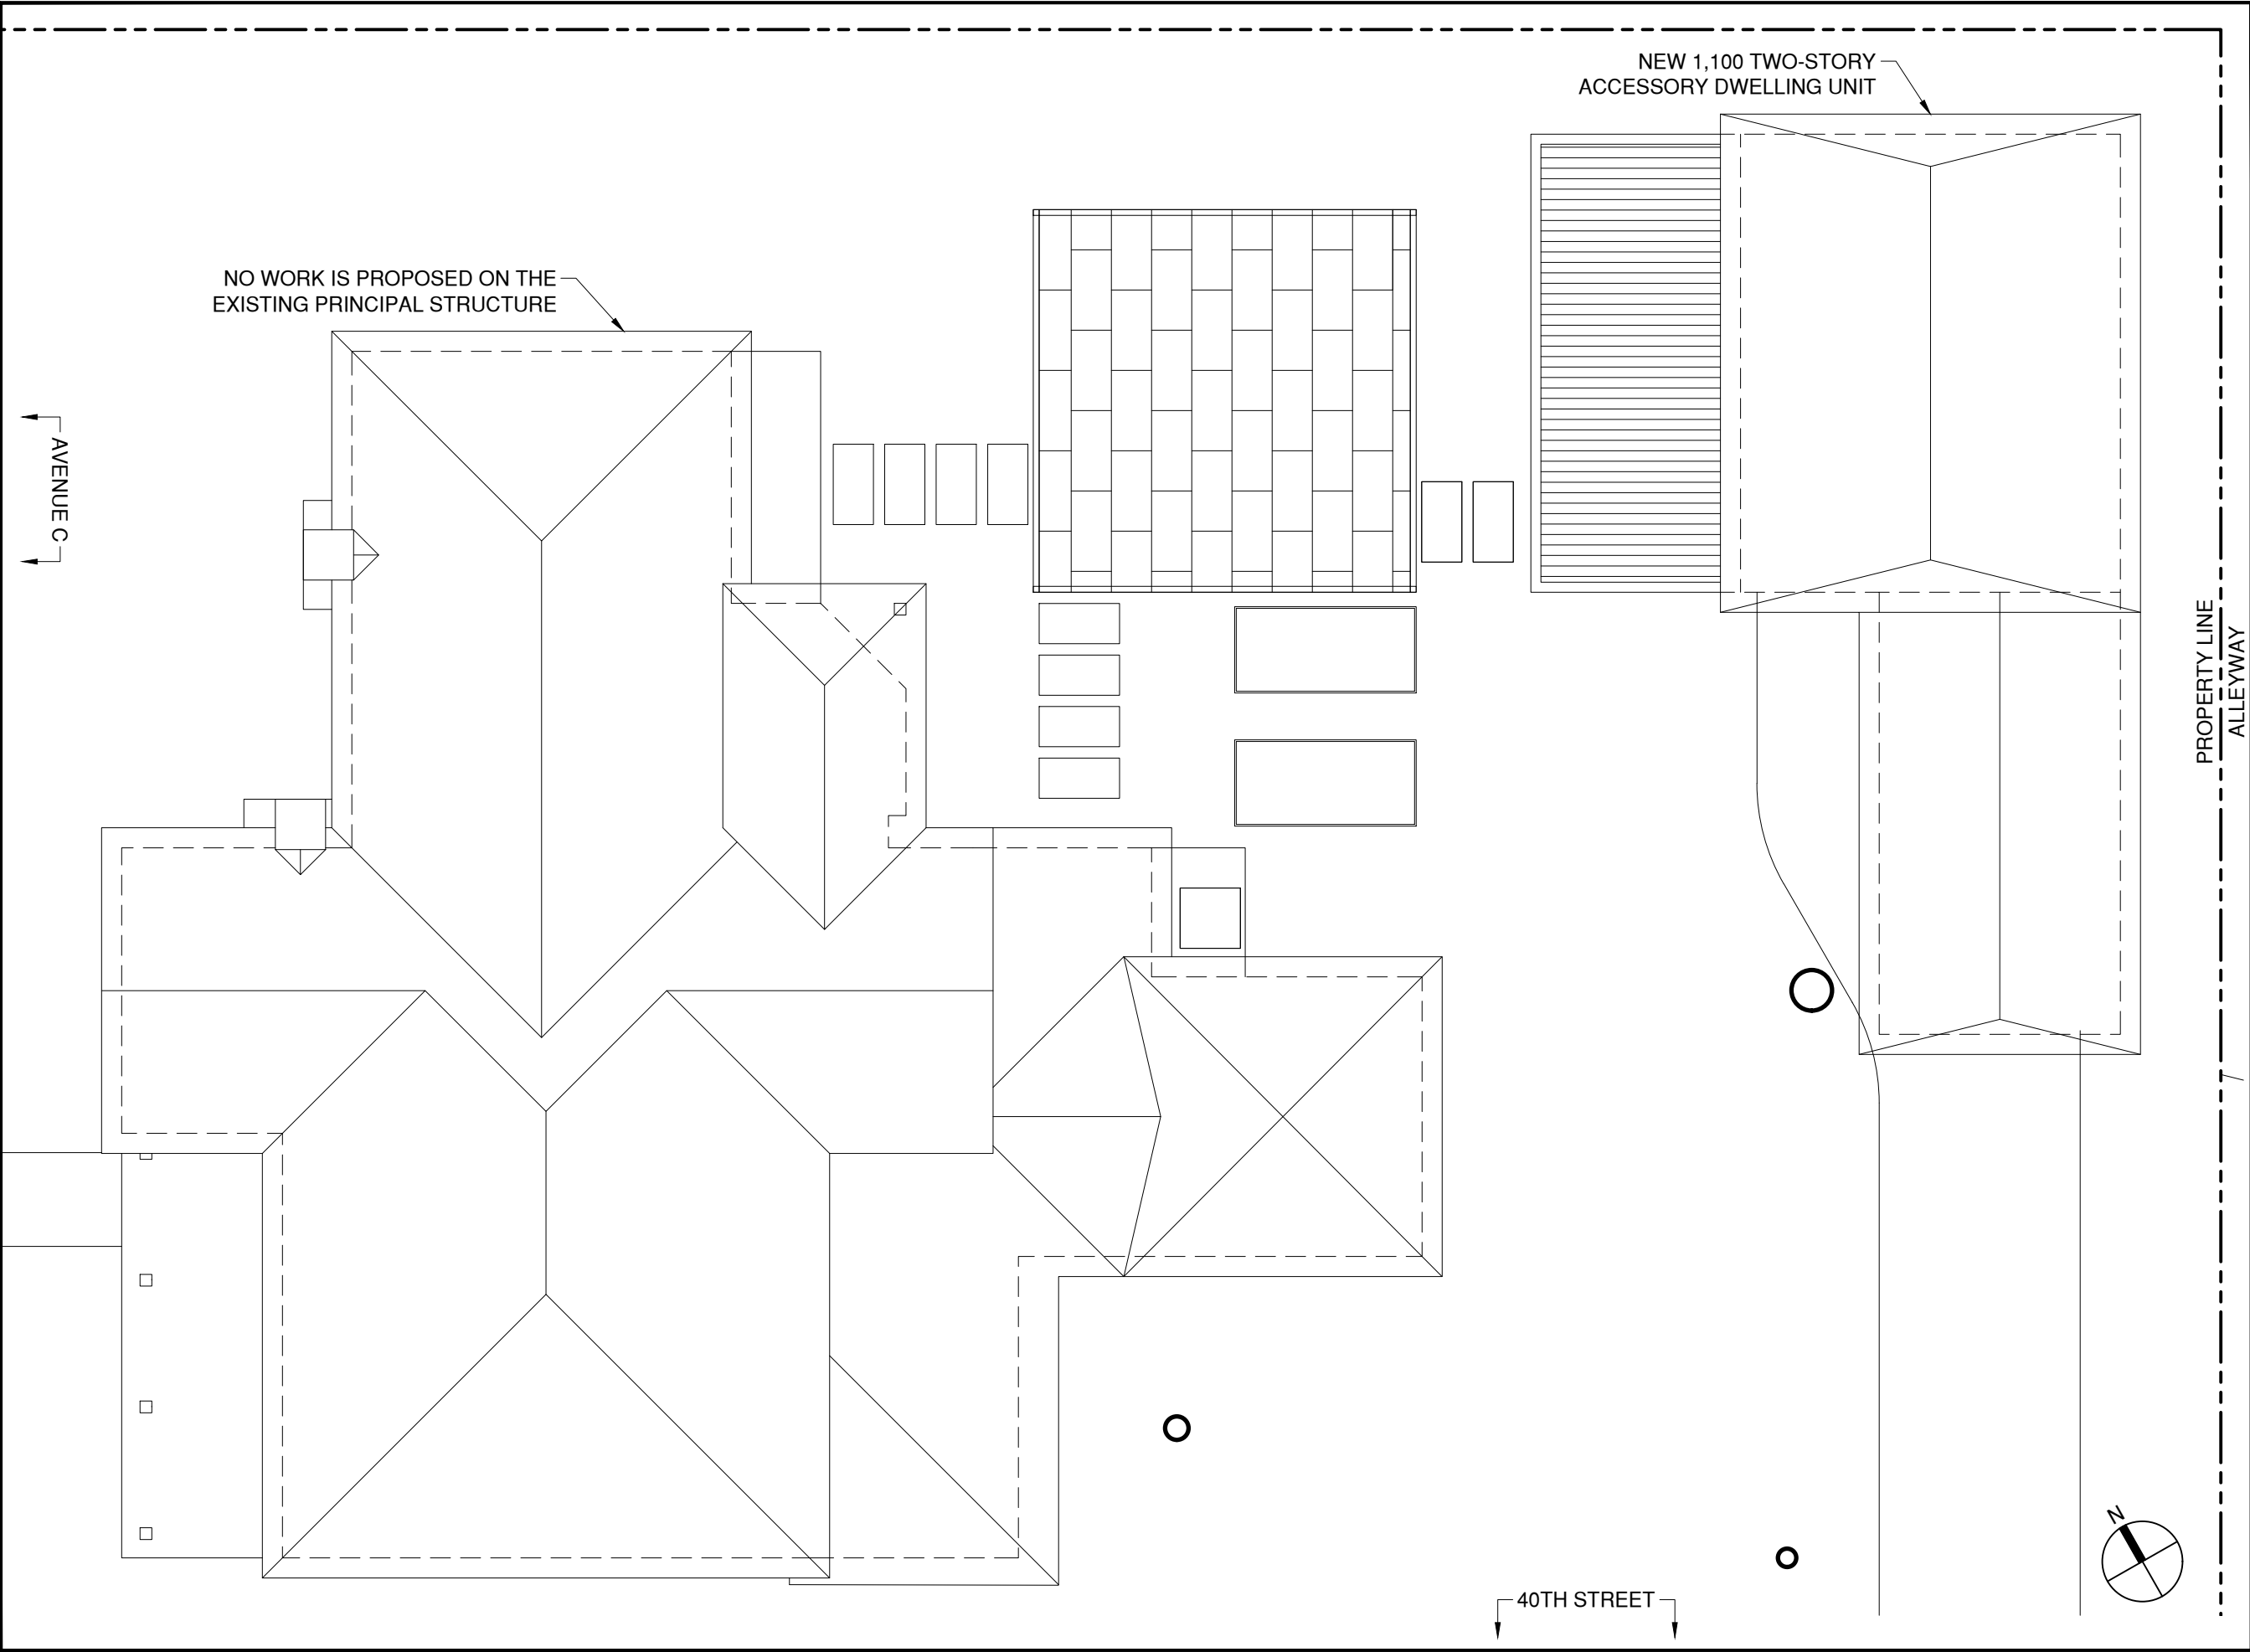 NEW 1,100 TWO-STORY
ACCESSORY DWELLING UNIT
NO WORK IS PROPOSED ON THE
EXISTING PRINCIPAL STRUCTURE
AVENUE C
PROPERTY LINE
ALLEYWAY
N
40TH STREET